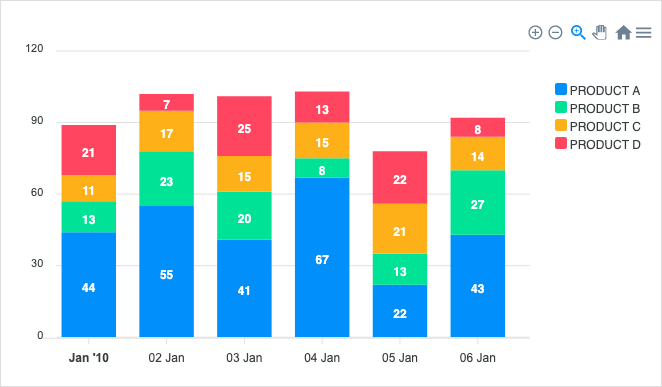 120
90
60
30
0
21
11
13
44
7
17
23
55
25
15
20
41
13
15
8
67
22
21
13
22
8
14
27
43
Jan '10
02 Jan
03 Jan
04 Jan
05 Jan
06 Jan
PRODUCT A
PRODUCT B
PRODUCT C
PRODUCT D